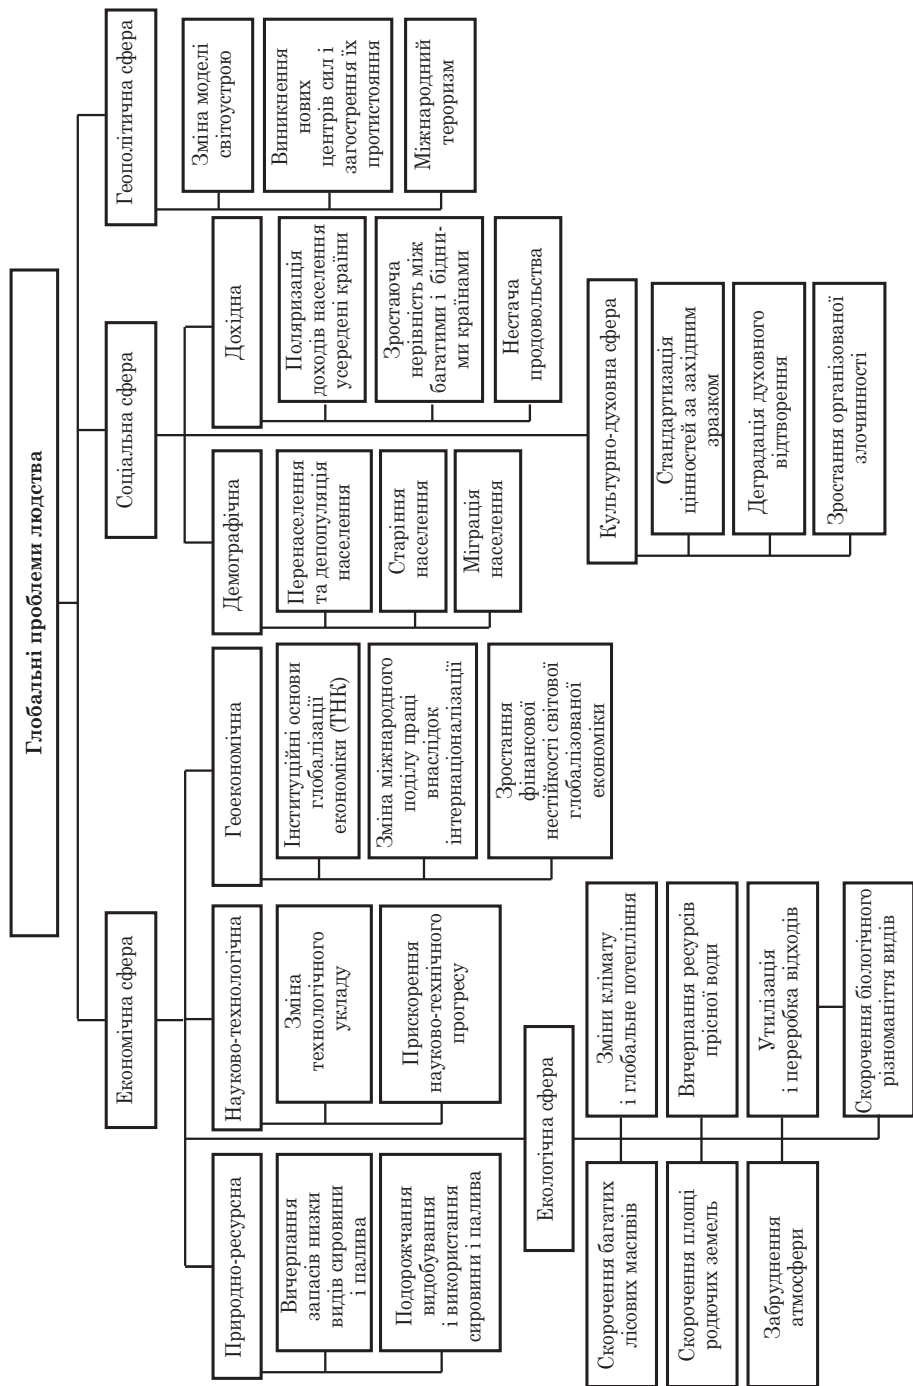 Глобальні проблеми людства
Економічна сфера
Соціальна сфера
Геополітична сфера
Природно-ресурсна
Вичерпання
запасів низки
видів сировини
і палива
Подорожчання
видобування
і використання
сировини і палива
Науково-технологічна
Зміна
технологічного
укладу
Прискорення
науково-технічного
прогресу
Геоекономічна
Інституційні основи
глобалізації
економіки (ТНК)
Зміна міжнародного
поділу праці
внаслідок
інтернаціоналізації
Зростання
фінансової
нестійкості світової
глобалізованої
економіки
Екологічна сфера
Скорочення багатих
лісових масивів
Зміни клімату
і глобальне потепління
Скорочення площі
родючих земель
Вичерпання ресурсів
прісної води
Забруднення
атмосфери
Утилізація
і переробка відходів
Скорочення біологічного
різноманіття видів
Демографічна
Перенаселення
та депопуляція
населення
Старіння
населення
Міграція
населення
Дохідна
Поляризація
доходів населення
усередені країни
Зростаюча
нерівність між
багатими і бідни-
ми країнами
Нестача
продовольства
Культурно-духовна сфера
Стандартизація
цінностей за західним
зразком
Деградація духовного
відтворення
Зростання організованої
злочинності
Зміна моделі
світоустрою
Виникнення
нових
центрів сил і
загострення їх
протистояння
Міжнародний
тероризм